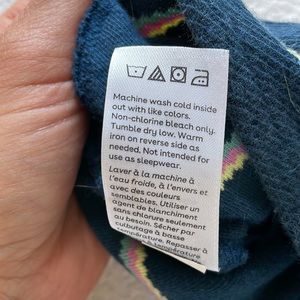 Machine wash cold inside
out with like colors.
Non-chlorine bleach only.
Tumble dry low. Warm
iron on reverse side as
needed. Not intended for
use as sleepwear.
Laver à la machine à
l'eau froide, à l'envers et
avec des couleurs
semblables. Utiliser un
agent de blanchiment
sans chlorure seulement
au besoin. Sécher par
culbutage à basse
température. Repasser à